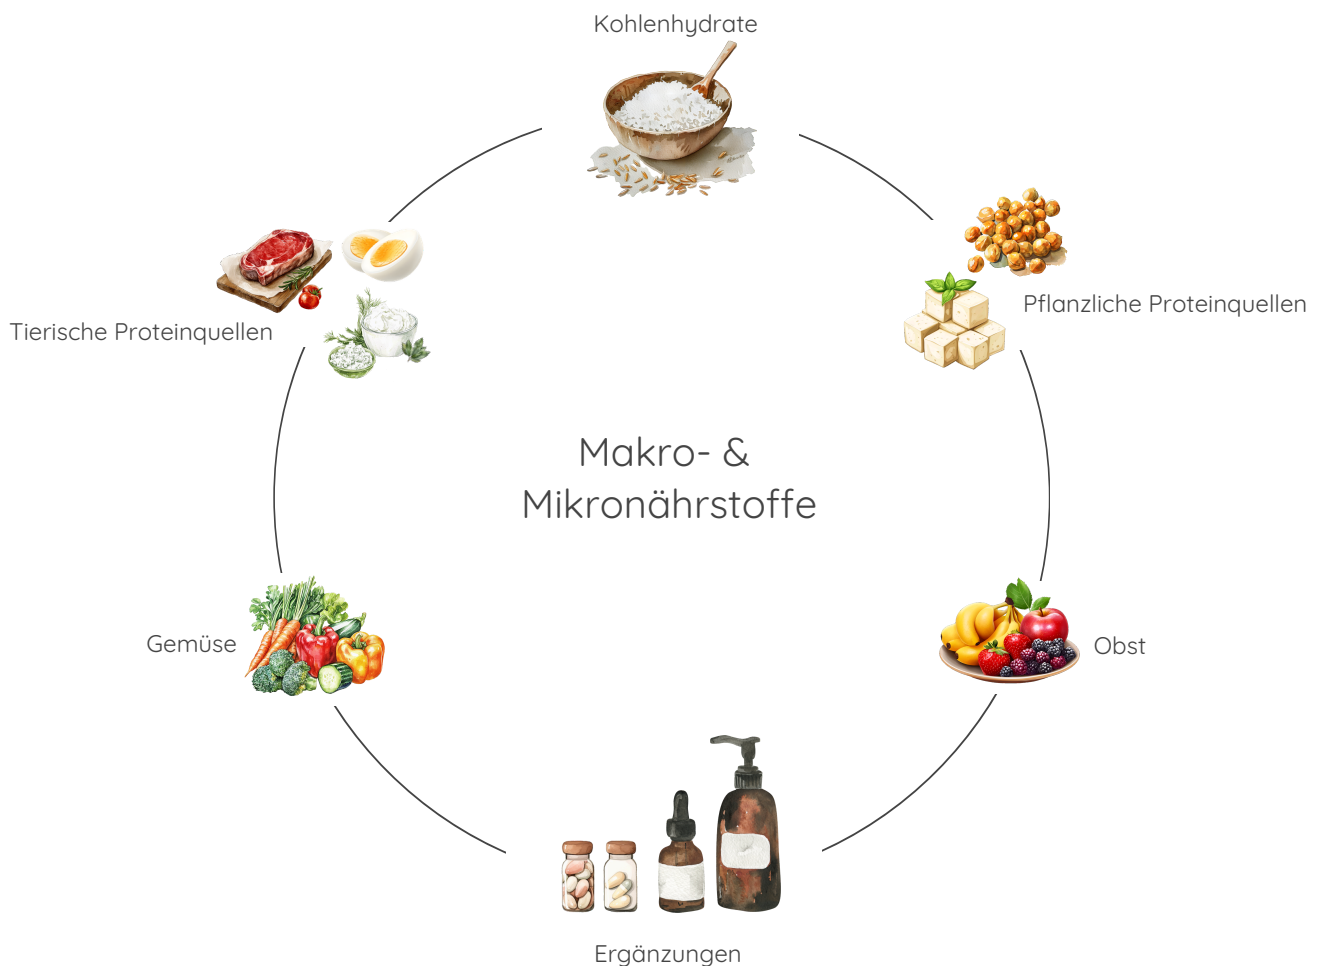 Kohlenhydrate
Pflanzliche Proteinquellen
Tierische Proteinquellen
Makro- &
Mikronährstoffe
Gemüse
Obst
Ergänzungen